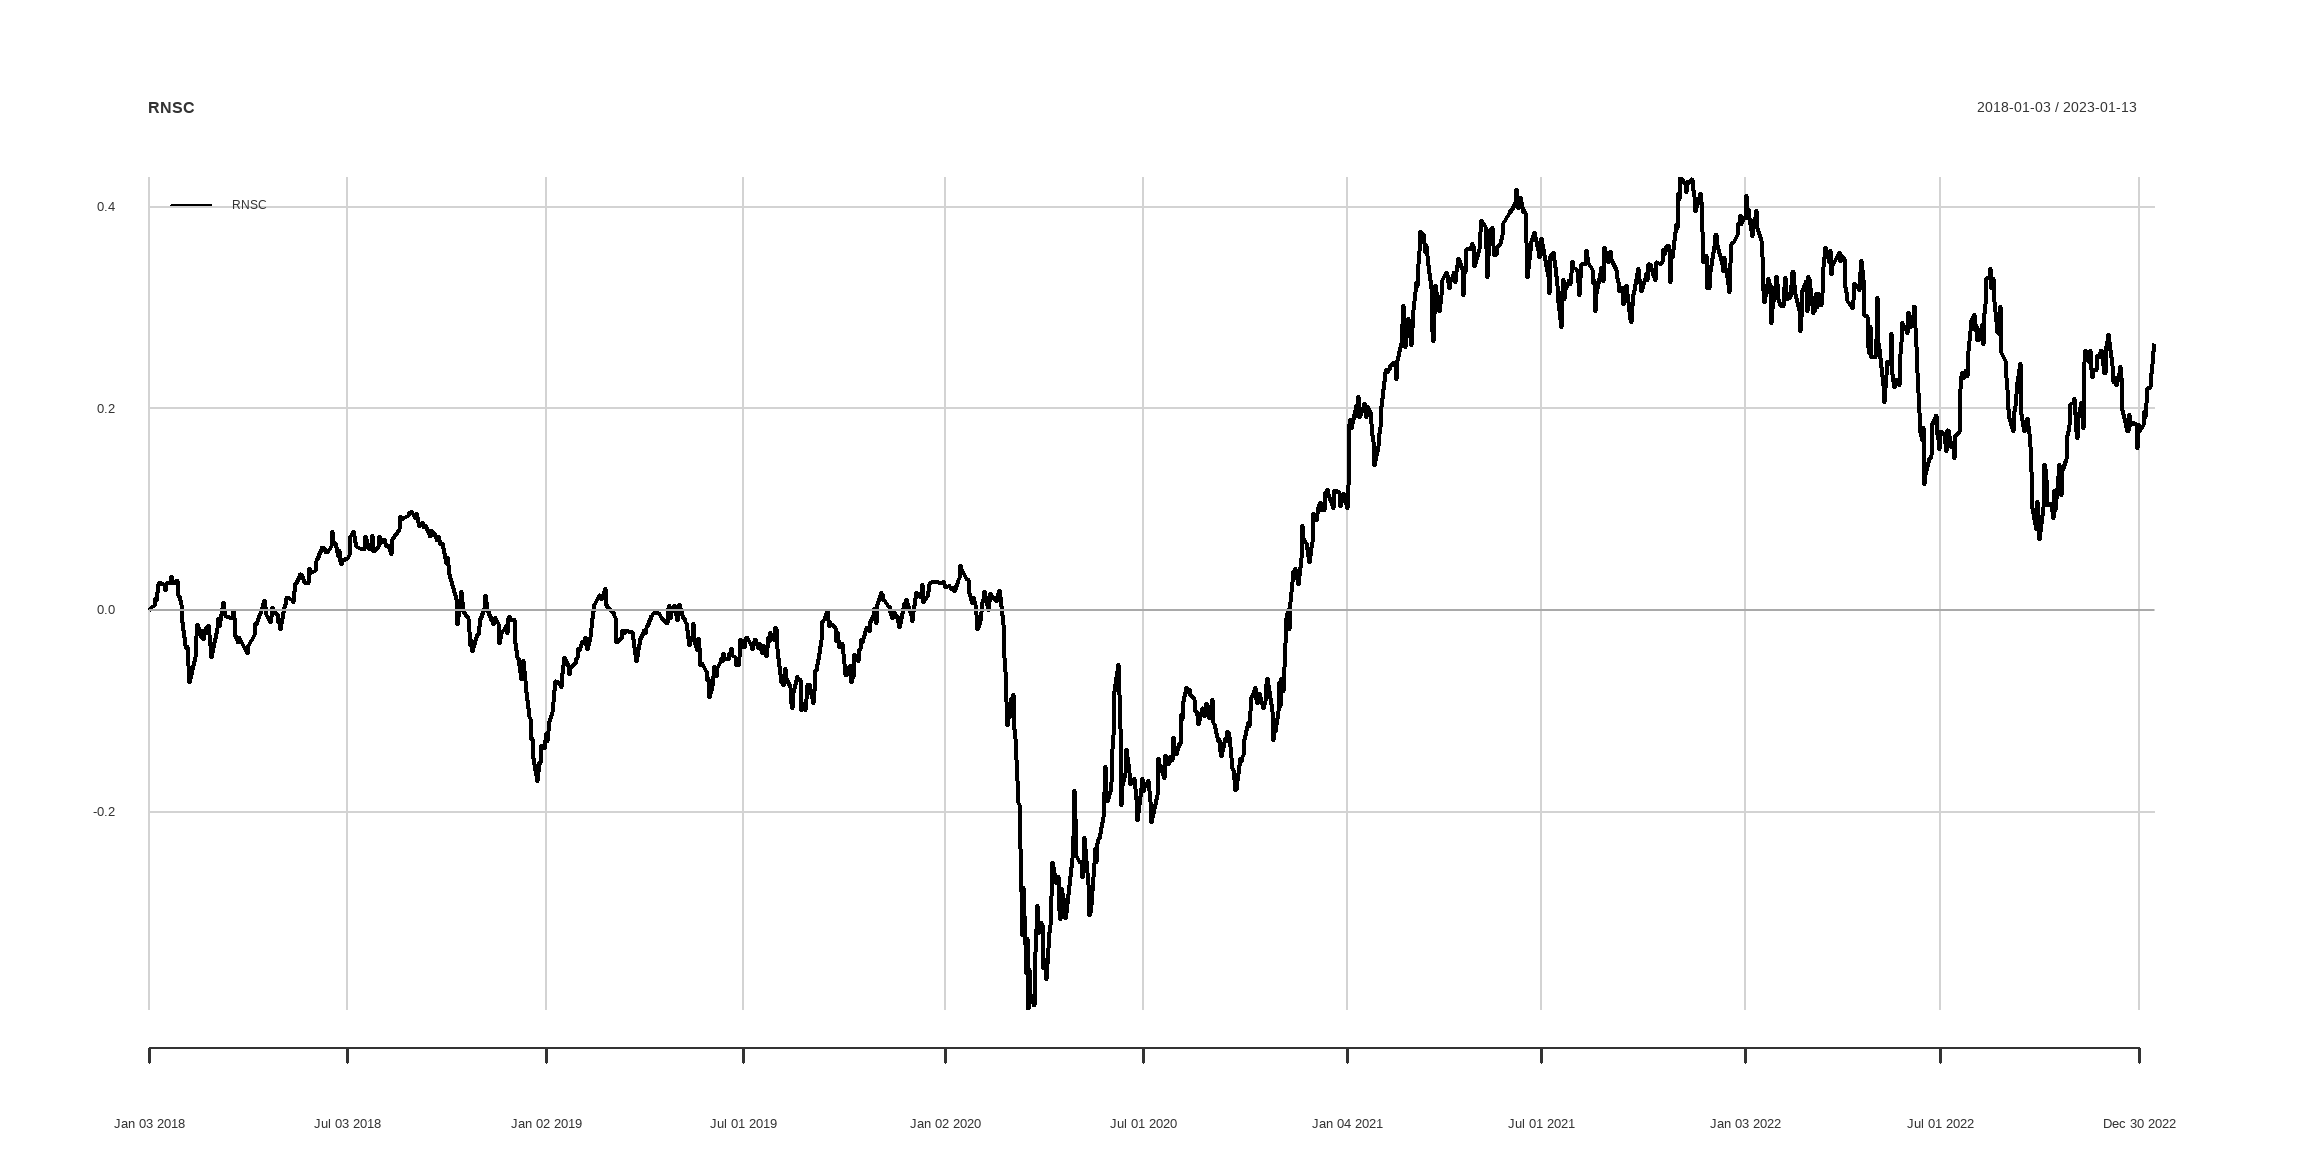 RNSC
2018-01-03 / 2023-01-13
0.4
RNSC
0.2
0.0
-0.2
Jan 03 2018
Jul 03 2018
Jan 02 2019
Jul 01 2019
Jan 02 2020
Jul 01 2020
Jan 04 2021
Jul 01 2021
Jan 03 2022
Jul 01 2022
Dec 30 2022